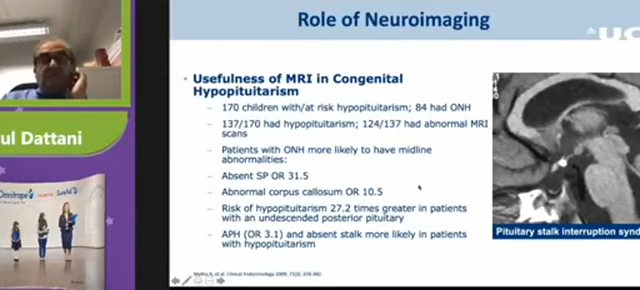 Role of Neuroimaging
UC
• Usefulness of MRI in Congenital
Hypopituitarism
– 170 children with/at risk hypopituitarism; 84 had ONH
– 137/170 had hypopituitarism; 124/137 had abnormal MRI
scans
– Patients with ONH more likely to have midline
abnormalities:
– Absent SP OR 31.5
– Abnormal corpus callosum OR 10.5
– Risk of hypopituitarism 27.2 times greater in patients
with an undescended posterior pituitary
– APH (OR 3.1) and absent stalk more likely in patients
with hypopituitarism
Pituitary stalk interruption synd
ul Dattani
Omnitrope
SurePal